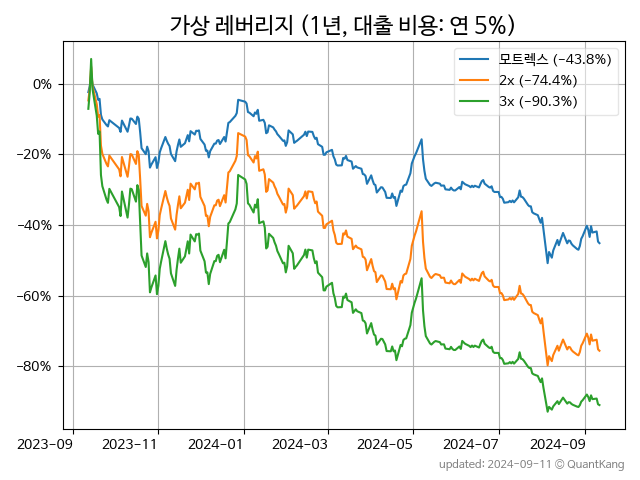 가상 레버리지 (1년, 대출 비용: 연 5%)
모트렉스 (-43.8%)
2x (-74.4%)
3x (-90.3%)
0%
-20%
-40%
-60%
-80%
2023-09 2023-11 2024-01 2024-03 2024-05 2024-07 2024-09
updated: 2024-09-11 © QuantKang